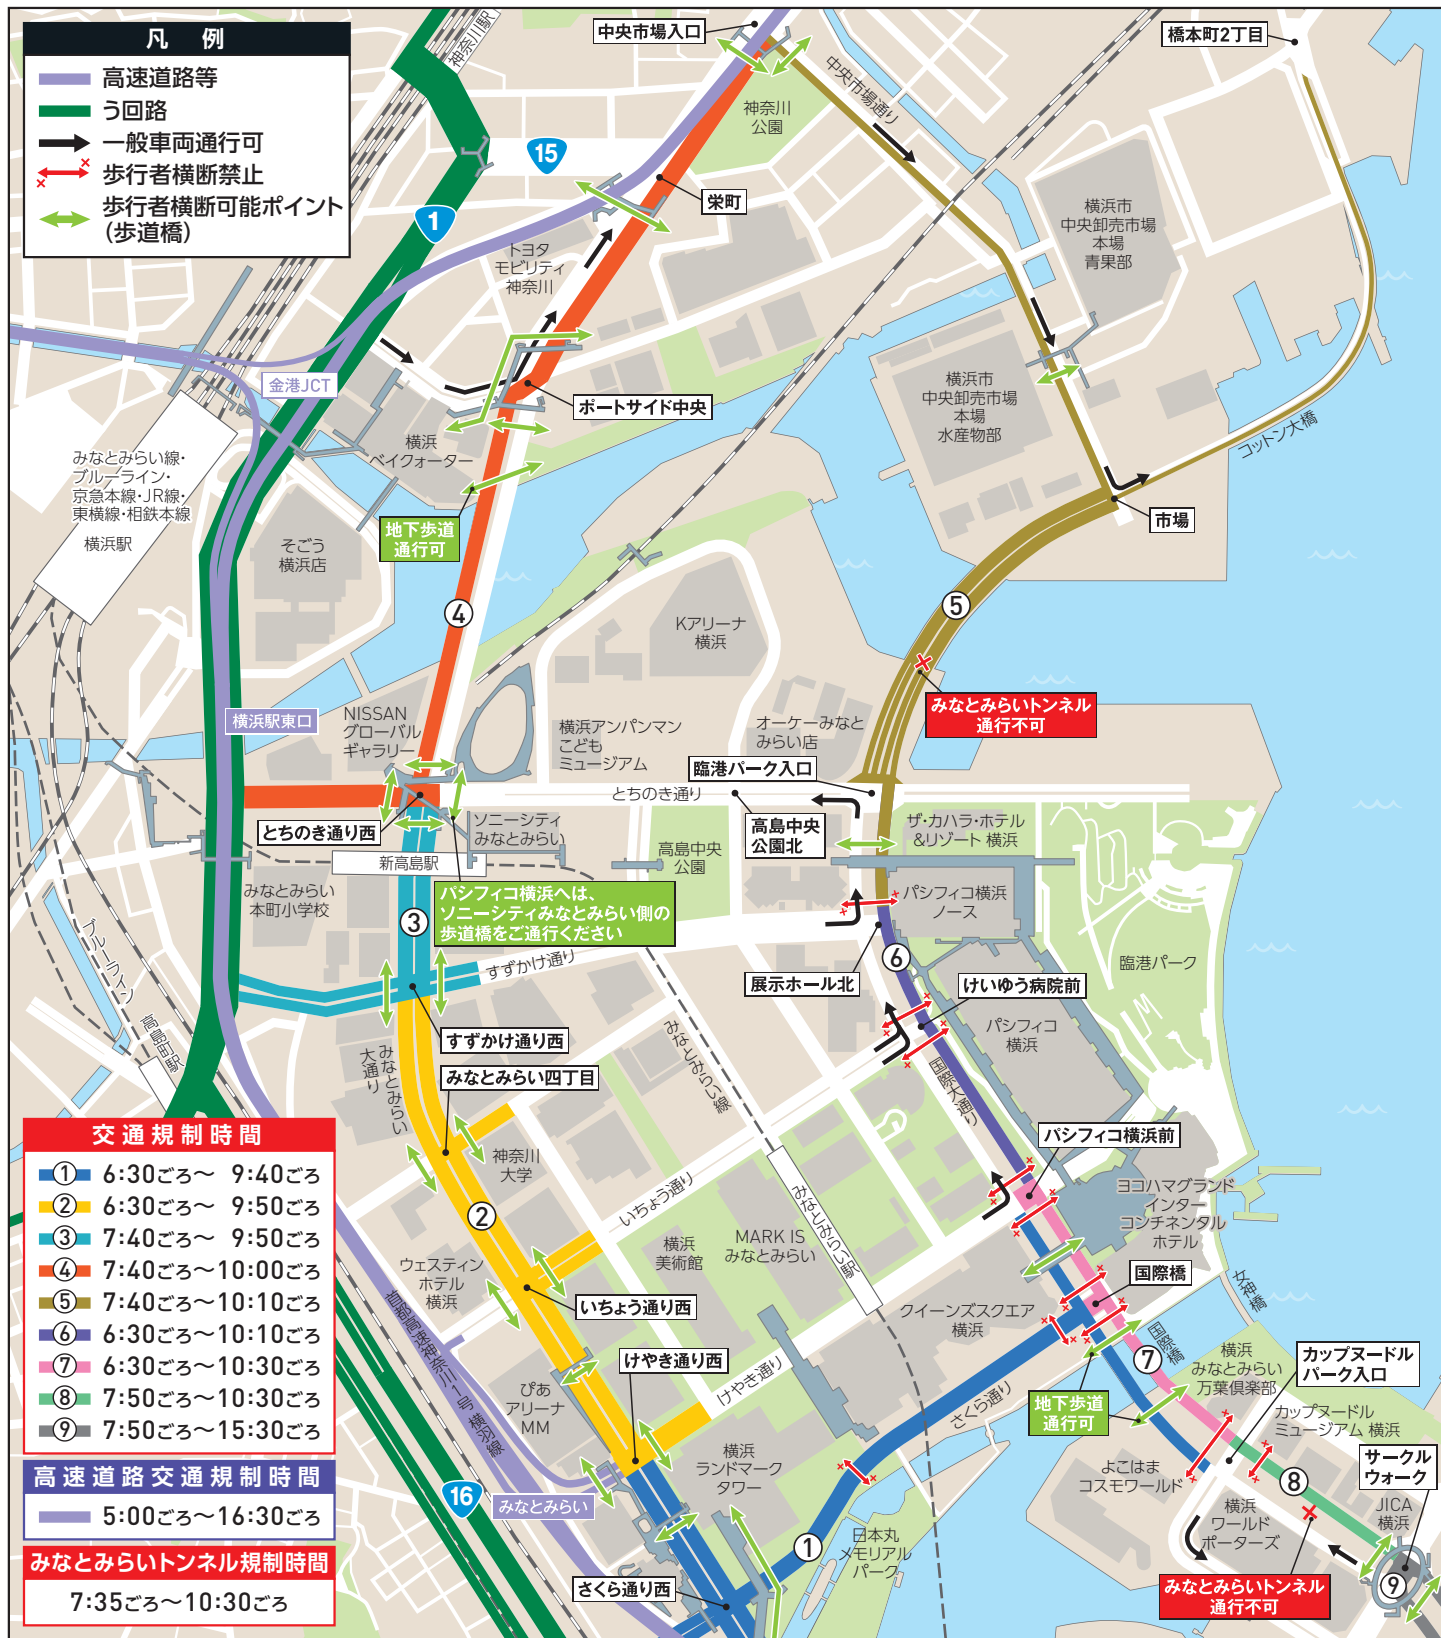 凡 例
高速道路等
う回路
一般車両通行可
歩行者横断禁止
歩行者横断可能ポイント
(歩道橋)
神奈川駅
中央市場入口
橋本町2丁目
中央市場通り
神奈川
公園
15
1
栄町
トヨタ
モビリティ
神奈川
横浜市
中央卸売市場
本場
青果部
金港JCT
ポートサイド中央
横浜市
中央卸売市場
本場
水産物部
コットン大橋
横浜
ベイクォーター
みなとみらい線・
ブルーライン・
京急本線・JR線・
東横線・相鉄本線
横浜駅
そごう
横浜店
地下歩道
通行可
市場
④
⑤
Kアリーナ
横浜
みなとみらいトンネル
通行不可
横浜駅東口
NISSAN
グローバル
ギャラリー
横浜アンパンマン
こども
ミュージアム
オーケーみなと
みらい店
臨港パーク入口
とちのき通り
とちのき通り西
ソニーシティ
みなとみらい
高島中央
公園北
ザ・カハラ・ホテル
&リゾート 横浜
新高島駅
高島中央
公園
みなとみらい
本町小学校
パシフィコ横浜へは、
ソニーシティみなとみらい側の
歩道橋をご通行ください
パシフィコ横浜
ノース
③
⑥
すずかけ通り
展示ホール北
けいゆう病院前
臨港パーク
ブルーライン
高島町駅
すずかけ通り西
パシフィコ
横浜
みなとみらい
大通り
みなとみらい四丁目
みなとみらい線
国際大通り
パシフィコ横浜前
神奈川
大学
いちょう通り
みなとみらい駅
ヨコハマグランド
インター
コンチネンタル
ホテル
②
MARK IS
みなとみらい
横浜
美術館
ウェスティン
ホテル
横浜
いちょう通り西
国際橋
女神橋
クイーンズスクエア
横浜
首都高速神奈川1号横羽線
けやき通り西
けやき通り
国際橋
⑦
横浜
みなとみらい
万葉倶楽部
カップヌードル
パーク入口
ぴあ
アリーナ
MM
さくら通り
地下歩道
通行可
カップヌードル
ミュージアム 横浜
横浜
ランドマーク
タワー
サークル
ウォーク
よこはま
コスモワールド
⑧
16
みなとみらい
JICA
横浜
横浜
ワールド
ポーターズ
日本丸
メモリアル
パーク
①
さくら通り西
みなとみらいトンネル
通行不可
⑨
交通規制時間
① 6:30ごろ～ 9:40ごろ
② 6:30ごろ～ 9:50ごろ
③ 7:40ごろ～ 9:50ごろ
④ 7:40ごろ～10:00ごろ
⑤ 7:40ごろ～10:10ごろ
⑥ 6:30ごろ～10:10ごろ
⑦ 6:30ごろ～10:30ごろ
⑧ 7:50ごろ～10:30ごろ
⑨ 7:50ごろ～15:30ごろ
高速道路交通規制時間
5:00ごろ～16:30ごろ
みなとみらいトンネル規制時間
7:35ごろ～10:30ごろ